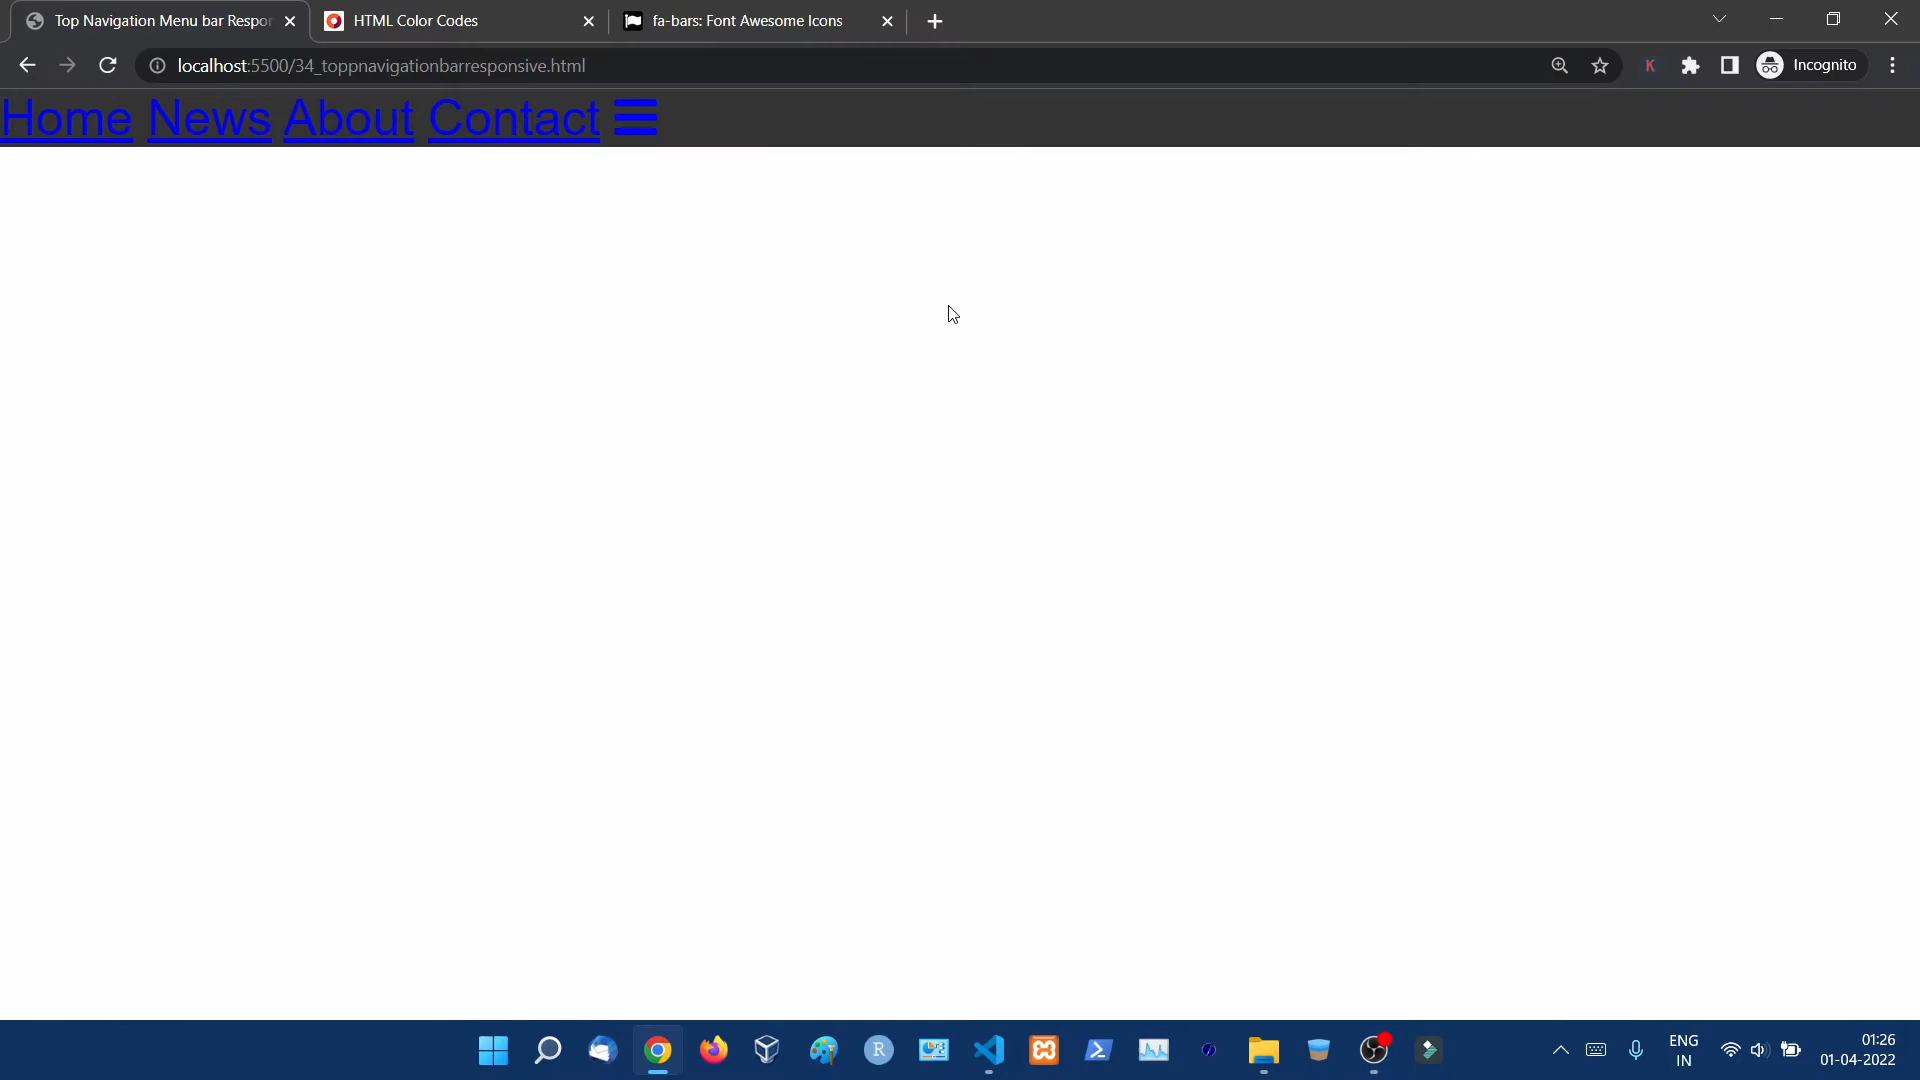 Top Navigation Menu bar Respor
HTML Color Codes
fa-bars: Font Awesome Icons
localhost:5500/34_toppnavigationbarresponsive.html
K
Incognito
Home News About Contact
R
ENG
IN
01:26
01-04-2022